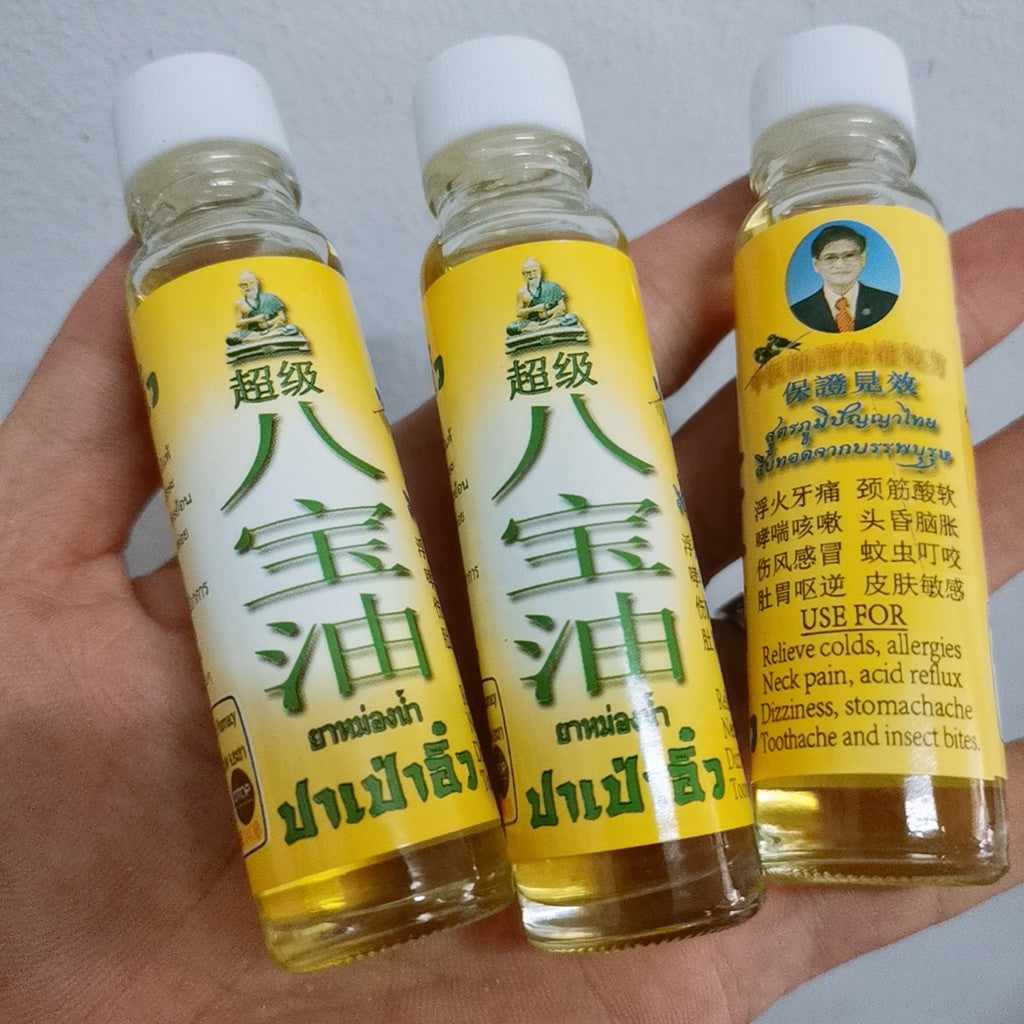 超级
八
宝
油
ยาหม่องน้ำ
ปาเป่าอิ๋ว
超级
八
宝
油
ยาหม่องน้ำ
ปาเป่าอิ๋ว
保證見效
สูตรภูมิปัญญาไทย
สืบทอดจากบรรพบุรุษ
浮火牙痛 颈筋酸软
哮喘咳嗽 头昏脑胀
伤风感冒 蚊虫叮咬
肚胃呕逆 皮肤敏感
USE FOR
Relieve colds, allergies
Neck pain, acid reflux
Dizziness, stomachache
Toothache and insect bites.